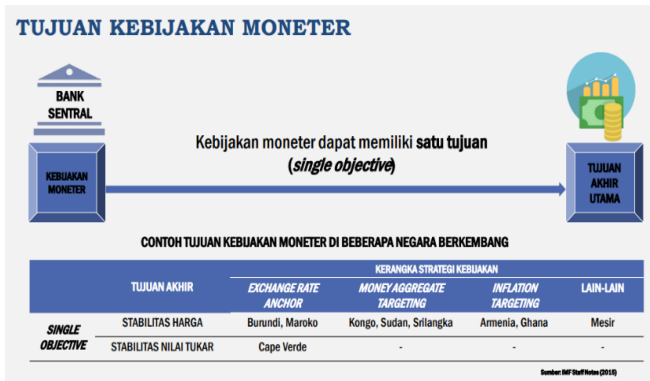 TUJUAN KEBIJAKAN MONETER
BANK
SENTRAL
KEBIJAKAN
MONETER
Kebijakan moneter dapat memiliki satu tujuan
(single objective)
TUJUAN
AKHIR
UTAMA
CONTOH TUJUAN KEBIJAKAN MONETER DI BEBERAPA NEGARA BERKEMBANG
TUJUAN AKHIR
KERANGKA STRATEGI KEBIJAKAN
EXCHANGE RATE
ANCHOR
MONEY AGGREGATE
TARGETING
INFLATION
TARGETING
LAIN-LAIN
SINGLE
OBJECTIVE
STABILITAS HARGA
Burundi, Maroko
Kongo, Sudan, Srilangka
Armenia, Ghana
Mesir
STABILITAS NILAI TUKAR
Cape Verde
-
-
-
Sumber: IMF Staff Notes (2015)